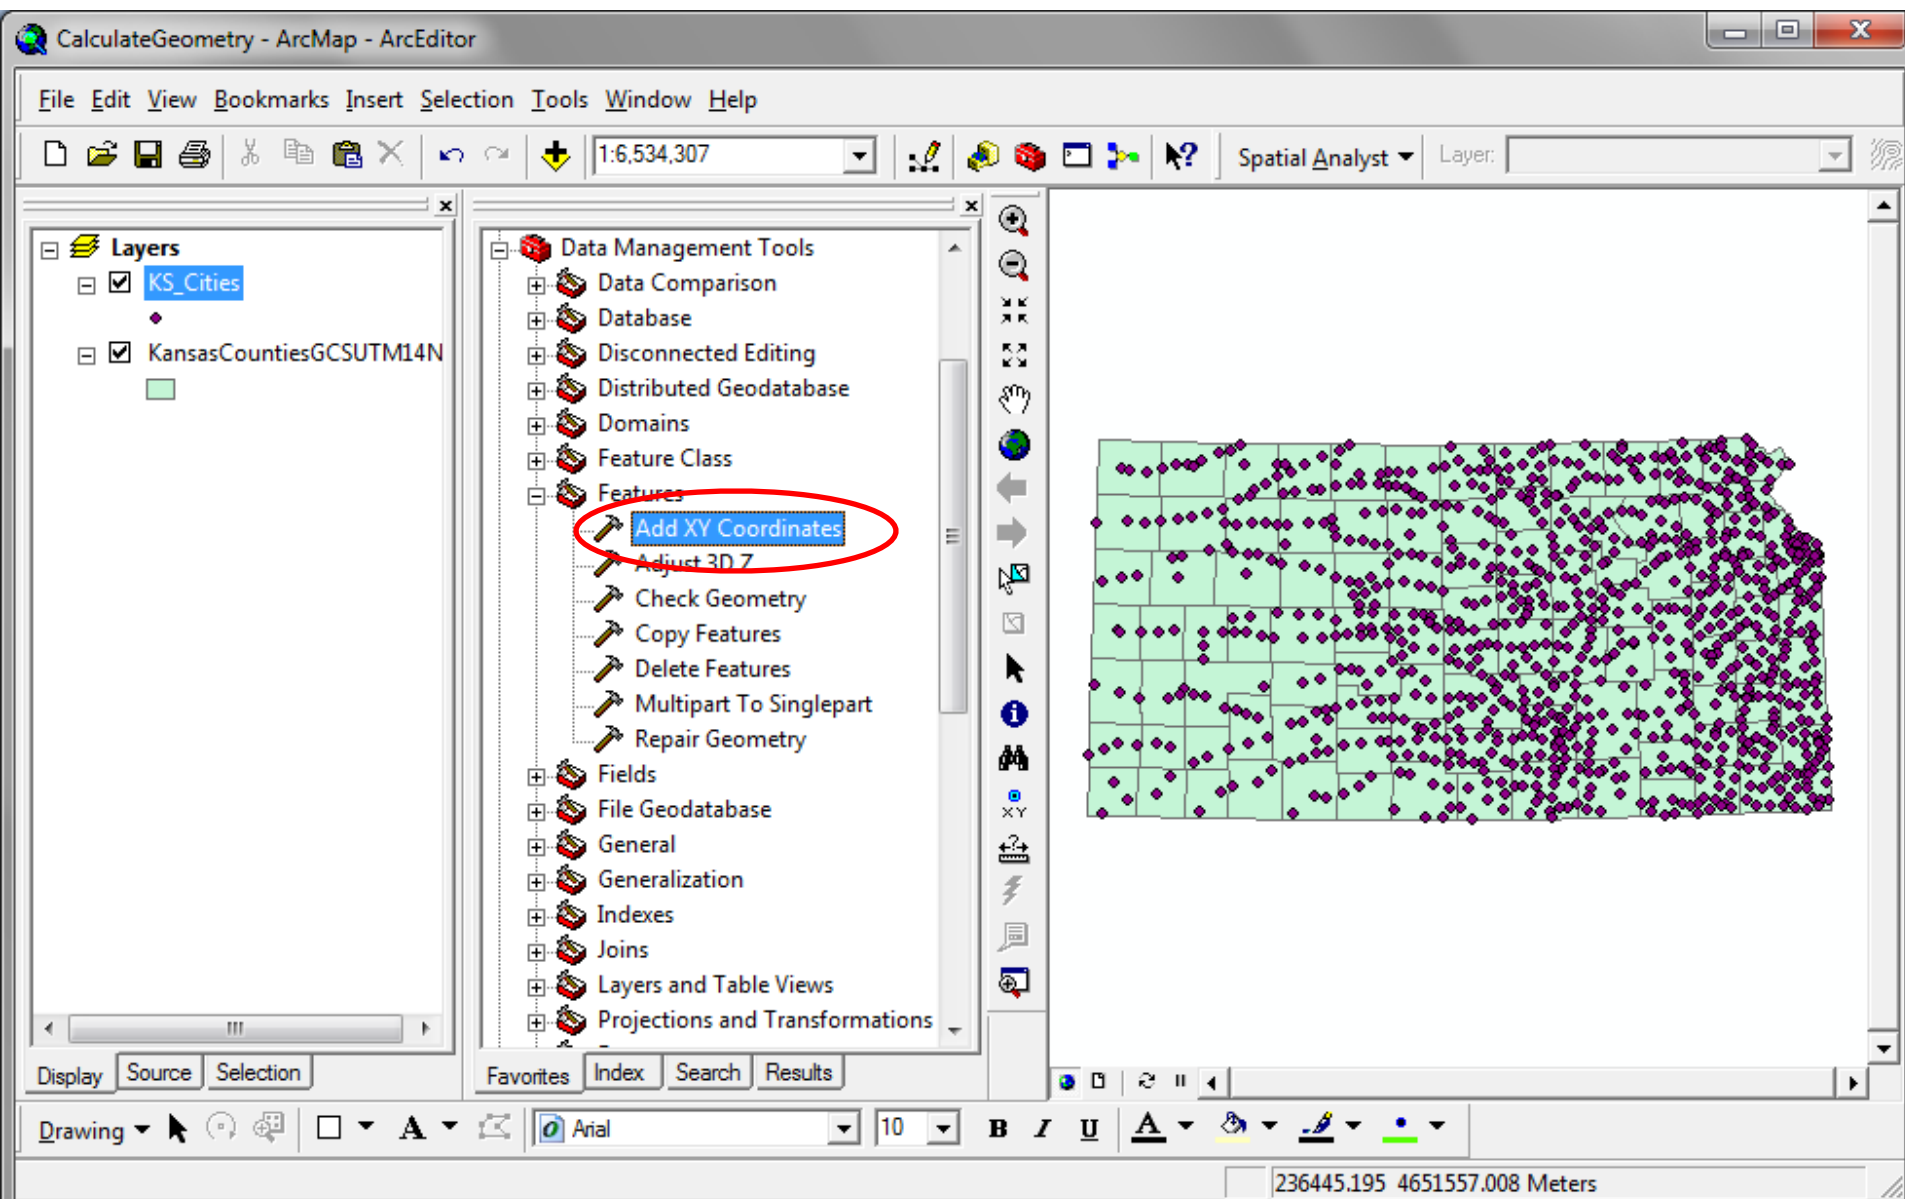 CalculateGeometry - ArcMap - ArcEditor
File Edit View Bookmarks Insert Selection Tools Window Help
1:6,534,307 Spatial Analyst Layer:
Layers
KS_Cities
KansasCountiesGCSUTM14N
Display Source Selection
Data Management Tools
Data Comparison
Database
Disconnected Editing
Distributed Geodatabase
Domains
Feature Class
Features
Add XY Coordinates
Adjust 3D Z
Check Geometry
Copy Features
Delete Features
Multipart To Singlepart
Repair Geometry
Fields
File Geodatabase
General
Generalization
Indexes
Joins
Layers and Table Views
Projections and Transformations
Favorites Index Search Results
XY
Drawing A Arial 10 B I U A
236445.195 4651557.008 Meters